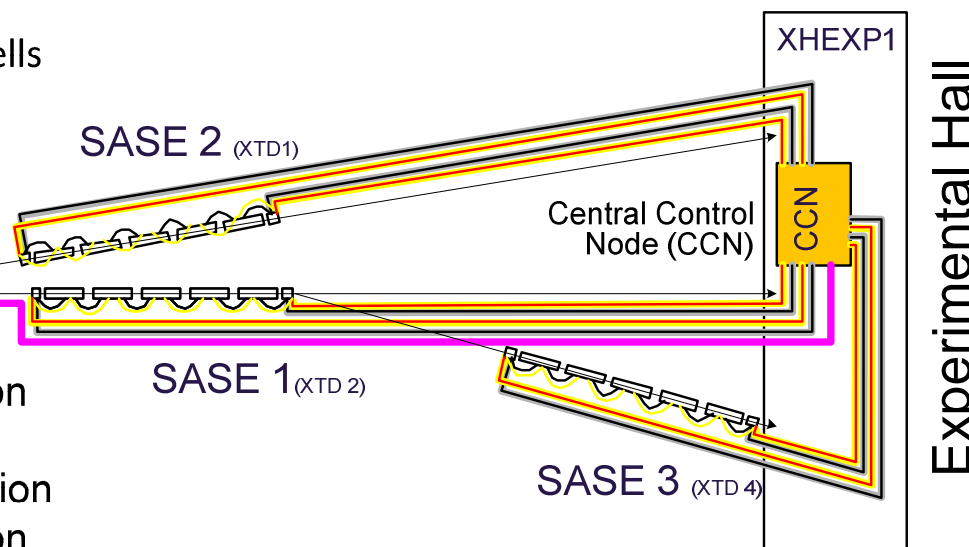 ells
XHEXP1
SASE 2 (XTD1)
Experimental Hall
CCN
Central Control
Node (CCN)
SASE 1(XTD 2)
on
SASE 3 (XTD 4)
ion
on